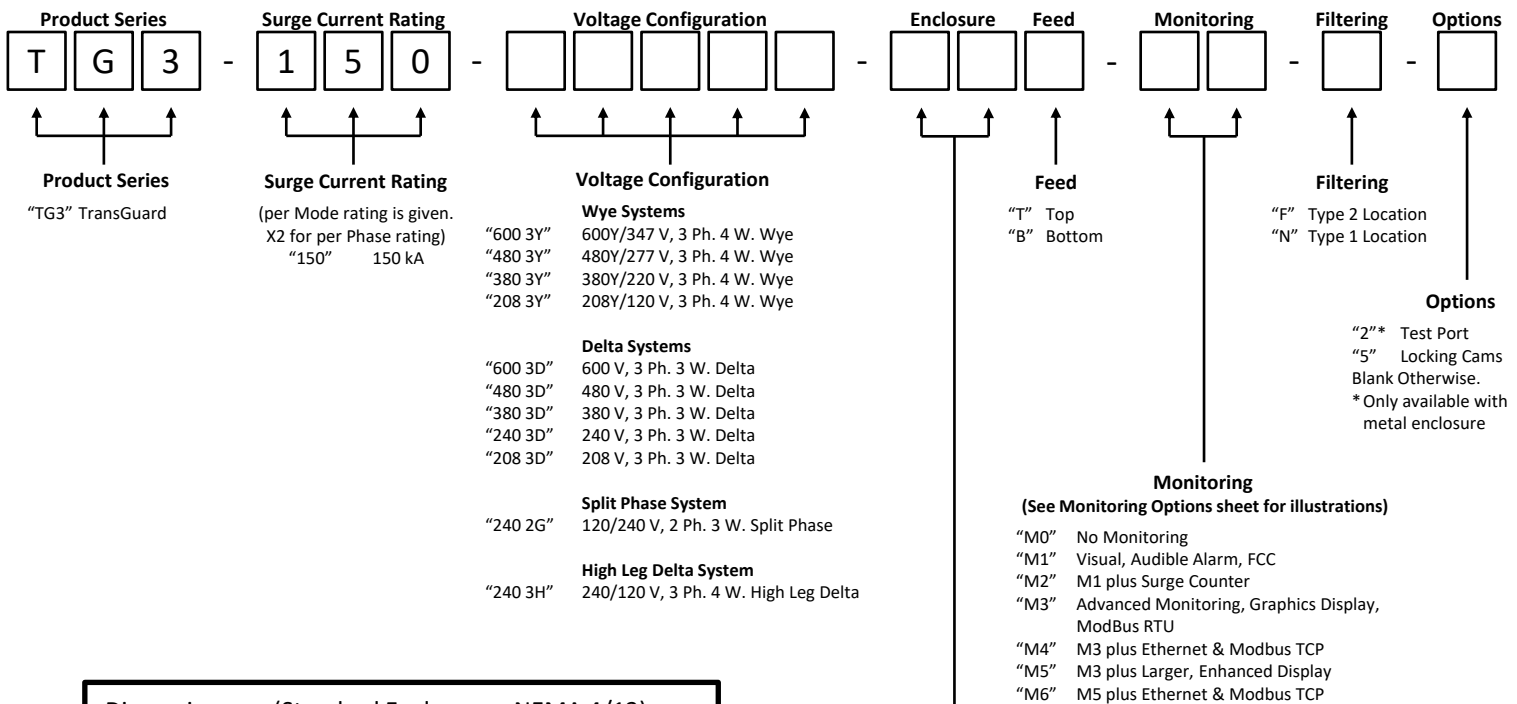 Product Series Surge Current Rating Voltage Configuration Enclosure Feed Monitoring Filtering Options
T G 3 - 1 5 0 - - - - -
Product Series
"TG3" TransGuard
Surge Current Rating
(per Mode rating is given.
X2 for per Phase rating)
"150" 150 kA
Voltage Configuration
Wye Systems
"600 3Y" 600Y/347 V, 3 Ph. 4 W. Wye
"480 3Y" 480Y/277 V, 3 Ph. 4 W. Wye
"380 3Y" 380Y/220 V, 3 Ph. 4 W. Wye
"208 3Y" 208Y/120 V, 3 Ph. 4 W. Wye
Delta Systems
"600 3D" 600 V, 3 Ph. 3 W. Delta
"480 3D" 480 V, 3 Ph. 3 W. Delta
"380 3D" 380 V, 3 Ph. 3 W. Delta
"240 3D" 240 V, 3 Ph. 3 W. Delta
"208 3D" 208 V, 3 Ph. 3 W. Delta
Split Phase System
"240 2G" 120/240 V, 2 Ph. 3 W. Split Phase
High Leg Delta System
"240 3H" 240/120 V, 3 Ph. 4 W. High Leg Delta
Feed
"T" Top
"B" Bottom
Filtering
"F" Type 2 Location
"N" Type 1 Location
Options
"2"* Test Port
"5" Locking Cams
Blank Otherwise.
* Only available with
metal enclosure
Monitoring
(See Monitoring Options sheet for illustrations)
"M0" No Monitoring
"M1" Visual, Audible Alarm, FCC
"M2" M1 plus Surge Counter
"M3" Advanced Monitoring, Graphics Display,
ModBus RTU
"M4" M3 plus Ethernet & Modbus TCP
"M5" M3 plus Larger, Enhanced Display
"M6" M5 plus Ethernet & Modbus TCP